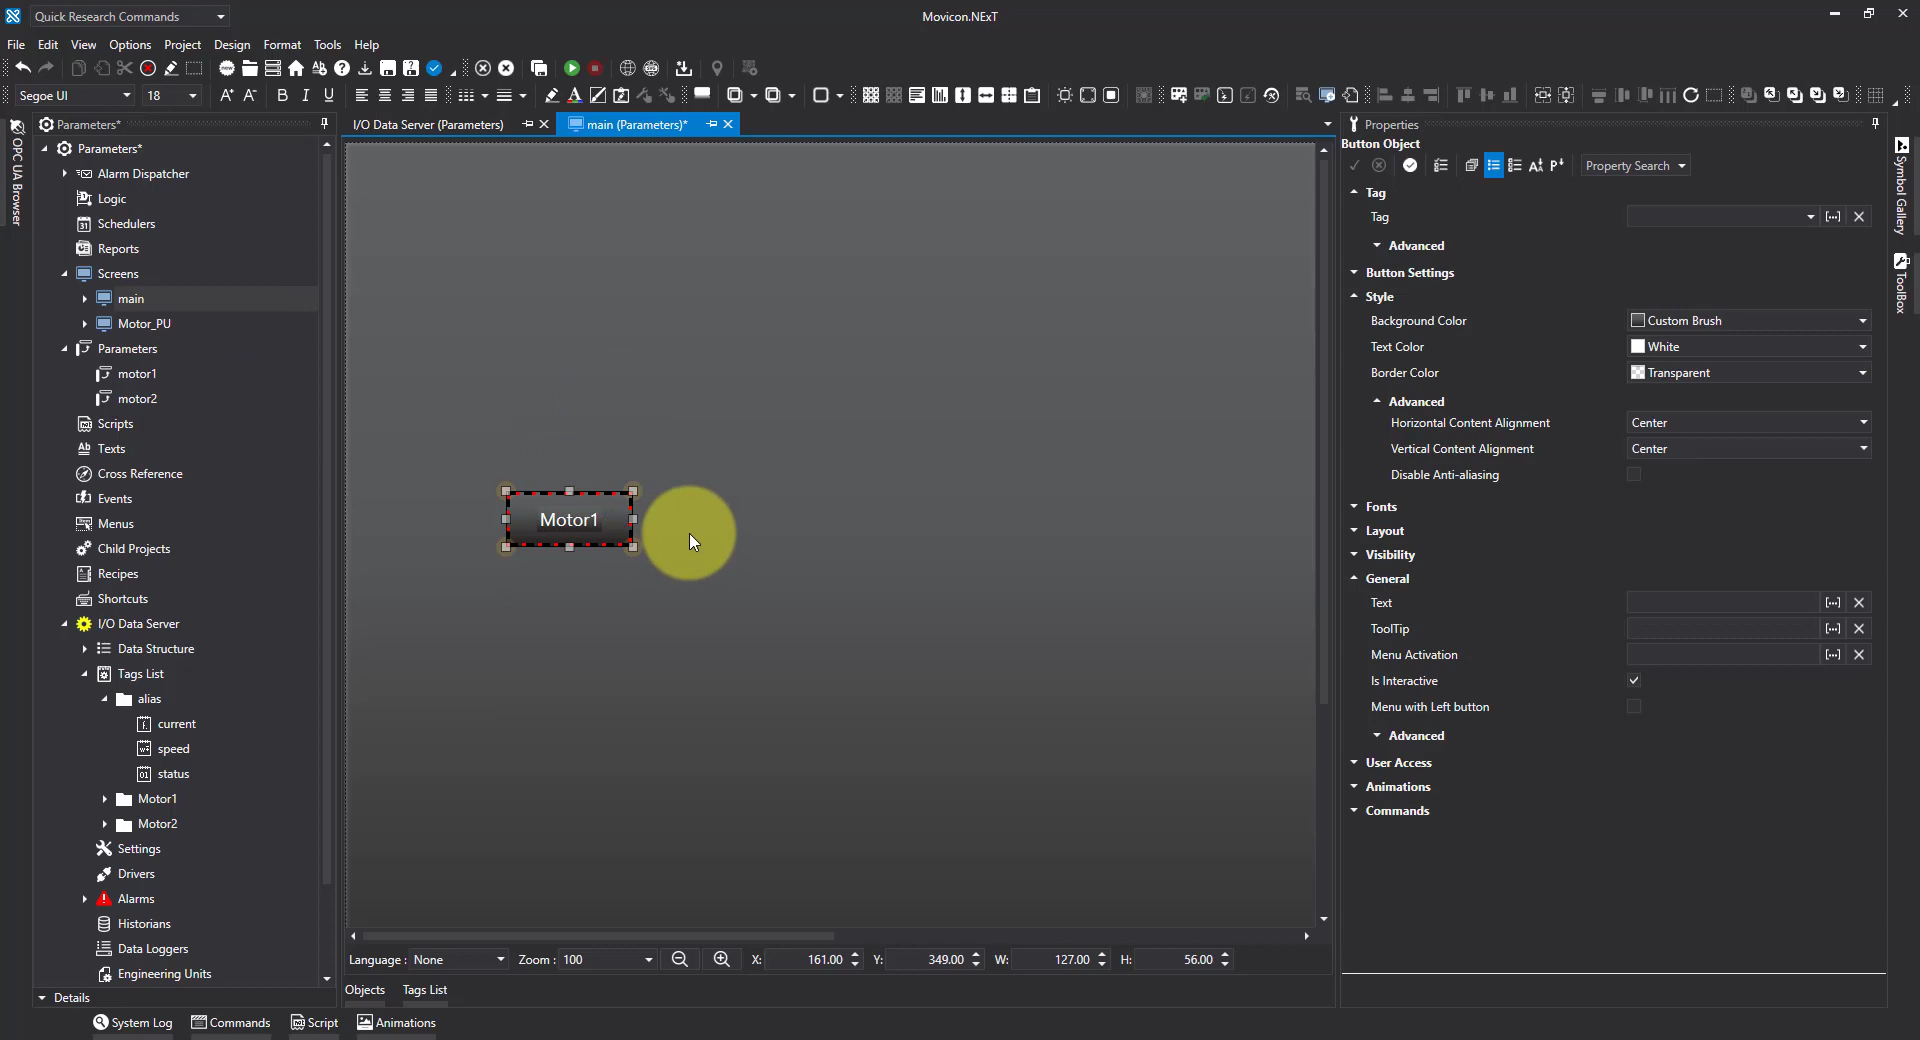 Quick Research Commands
Movicon.NExT
File Edit View Options Project Design Format Tools Help
Segoe UI 18 B I U
Parameters*
I/O Data Server (Parameters)
main (Parameters)*
Properties
OPC UA Browser
Parameters*
Alarm Dispatcher
Logic
Schedulers
Reports
Screens
main
Motor_PU
Parameters
motor1
motor2
Scripts
Texts
Cross Reference
Events
Menus
Child Projects
Recipes
Shortcuts
I/O Data Server
Data Structure
Tags List
alias
current
speed
status
Motor1
Motor2
Settings
Drivers
Alarms
Historians
Data Loggers
Engineering Units
Details
Motor1
Language : None Zoom : 100 X: 161.00 Y: 349.00 W: 127.00 H: 56.00
Objects Tags List
System Log Commands Script Animations
Button Object
Property Search
Tag
Tag
Advanced
Button Settings
Style
Background Color Custom Brush
Text Color White
Border Color Transparent
Advanced
Horizontal Content Alignment Center
Vertical Content Alignment Center
Disable Anti-aliasing
Fonts
Layout
Visibility
General
Text
ToolTip
Menu Activation
Is Interactive
Menu with Left button
Advanced
User Access
Animations
Commands
Symbol Gallery
ToolBox